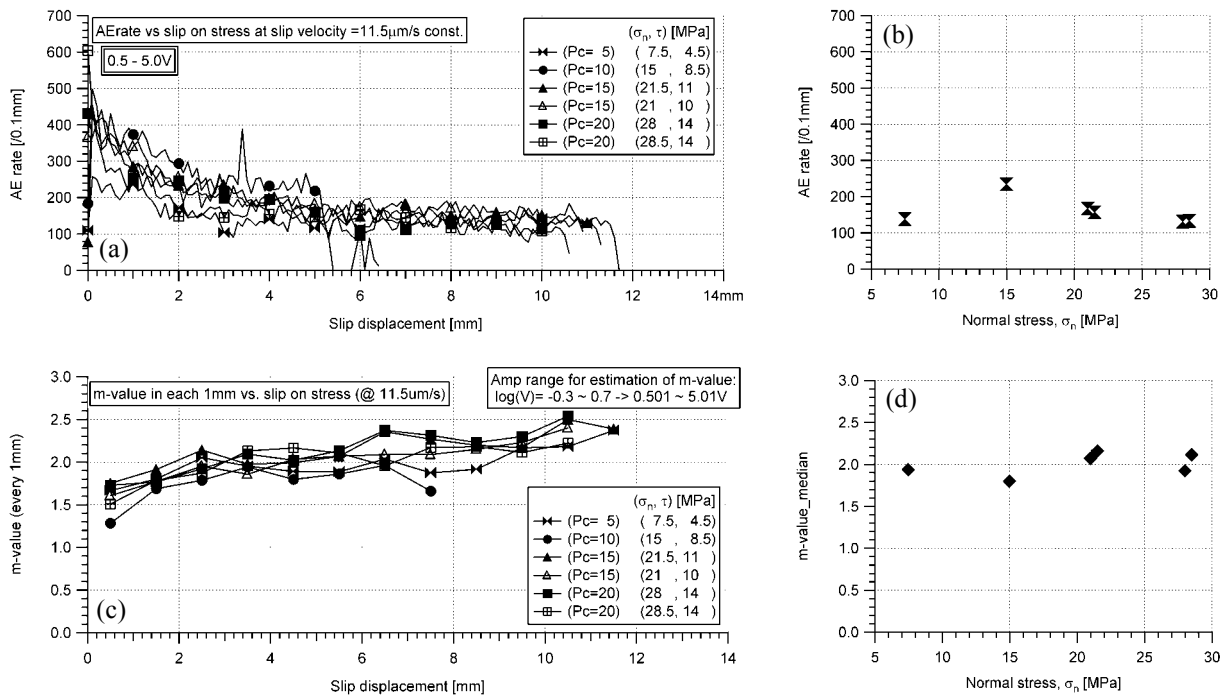 AErate vs slip on stress at slip velocity =11.5μm/s const.
0.5 - 5.0V
(σn, τ) [MPa]
(Pc= 5) ( 7.5, 4.5)
(Pc=10) (15 , 8.5)
(Pc=15) (21.5, 11 )
(Pc=15) (21 , 10 )
(Pc=20) (28 , 14 )
(Pc=20) (28.5, 14 )
700
600
500
400
300
200
100
0
AE rate [/0.1mm]
(a)
0 2 4 6 8 10 12 14mm
Slip displacement [mm]
(b)
700
600
500
400
300
200
100
0
AE rate [/0.1mm]
5 10 15 20 25 30
Normal stress, σn [MPa]
m-value in each 1mm vs. slip on stress (@ 11.5um/s)
Amp range for estimation of m-value:
log(V)= -0.3 ~ 0.7 -> 0.501 ~ 5.01V
3.0
2.5
2.0
1.5
1.0
0.5
0.0
m-value (every 1mm)
(σn, τ) [MPa]
(Pc= 5) ( 7.5, 4.5)
(Pc=10) (15 , 8.5)
(Pc=15) (21.5, 11 )
(Pc=15) (21 , 10 )
(Pc=20) (28 , 14 )
(Pc=20) (28.5, 14 )
(c)
0 2 4 6 8 10 12 14
Slip displacement [mm]
(d)
3.0
2.5
2.0
1.5
1.0
0.5
0.0
m-value_median
5 10 15 20 25 30
Normal stress, σn [MPa]